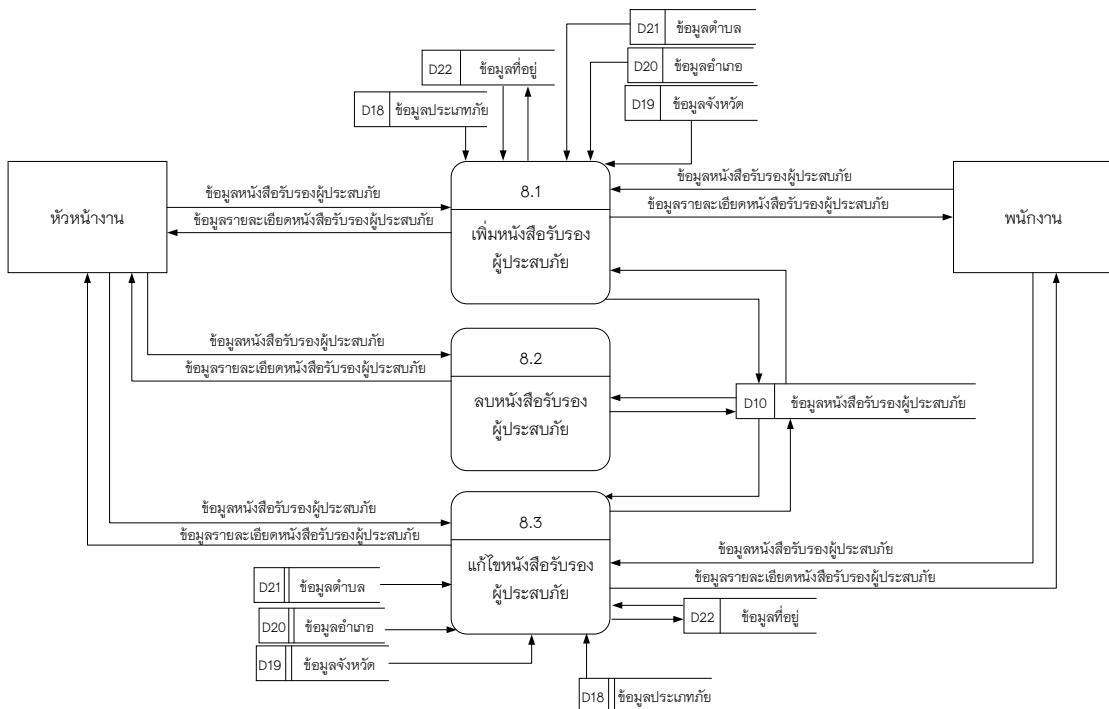 D21 ข้อมูลตำบล
D22 ข้อมูลที่อยู่
D20 ข้อมูลอำเภอ
D18 ข้อมูลประเภทภัย
D19 ข้อมูลจังหวัด
หัวหน้างาน
ข้อมูลหนังสือรับรองผู้ประสบภัย
ข้อมูลรายละเอียดหนังสือรับรองผู้ประสบภัย
8.1
เพิ่มหนังสือรับรอง
ผู้ประสบภัย
ข้อมูลหนังสือรับรองผู้ประสบภัย
ข้อมูลรายละเอียดหนังสือรับรองผู้ประสบภัย
พนักงาน
ข้อมูลหนังสือรับรองผู้ประสบภัย
ข้อมูลรายละเอียดหนังสือรับรองผู้ประสบภัย
8.2
ลบหนังสือรับรอง
ผู้ประสบภัย
D10 ข้อมูลหนังสือรับรองผู้ประสบภัย
ข้อมูลหนังสือรับรองผู้ประสบภัย
ข้อมูลรายละเอียดหนังสือรับรองผู้ประสบภัย
8.3
แก้ไขหนังสือรับรอง
ผู้ประสบภัย
ข้อมูลหนังสือรับรองผู้ประสบภัย
ข้อมูลรายละเอียดหนังสือรับรองผู้ประสบภัย
D21 ข้อมูลตำบล
D20 ข้อมูลอำเภอ
D19 ข้อมูลจังหวัด
D22 ข้อมูลที่อยู่
D18 ข้อมูลประเภทภัย